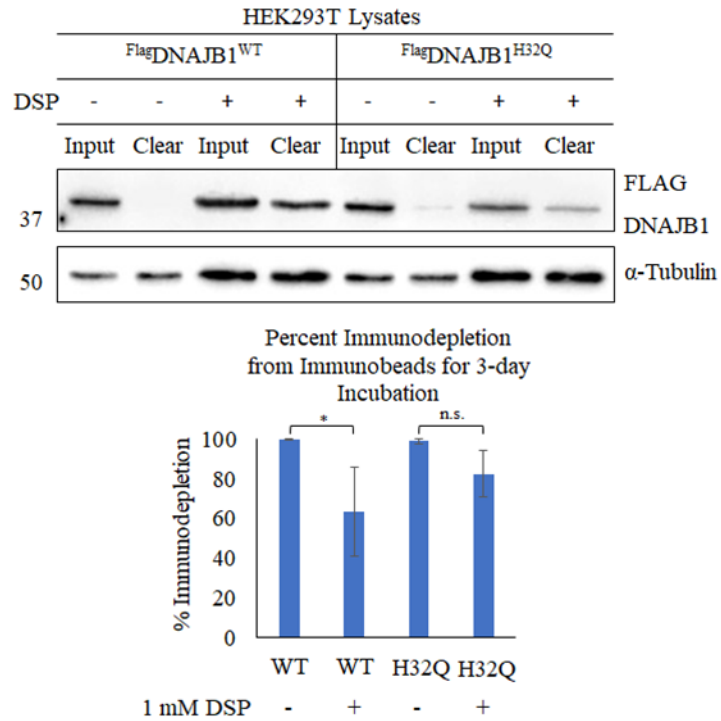 HEK293T Lysates
FlagDNAJB1WT FlagDNAJB1H32Q
DSP - - + + - - + +
Input Clear Input Clear Input Clear Input Clear
FLAG
37 DNAJB1
50 α-Tubulin
Percent Immunodepletion
from Immunobeads for 3-day
Incubation
* n.s.
% Immunodepletion
100
80
60
40
20
0
WT WT H32Q H32Q
1 mM DSP - + - +